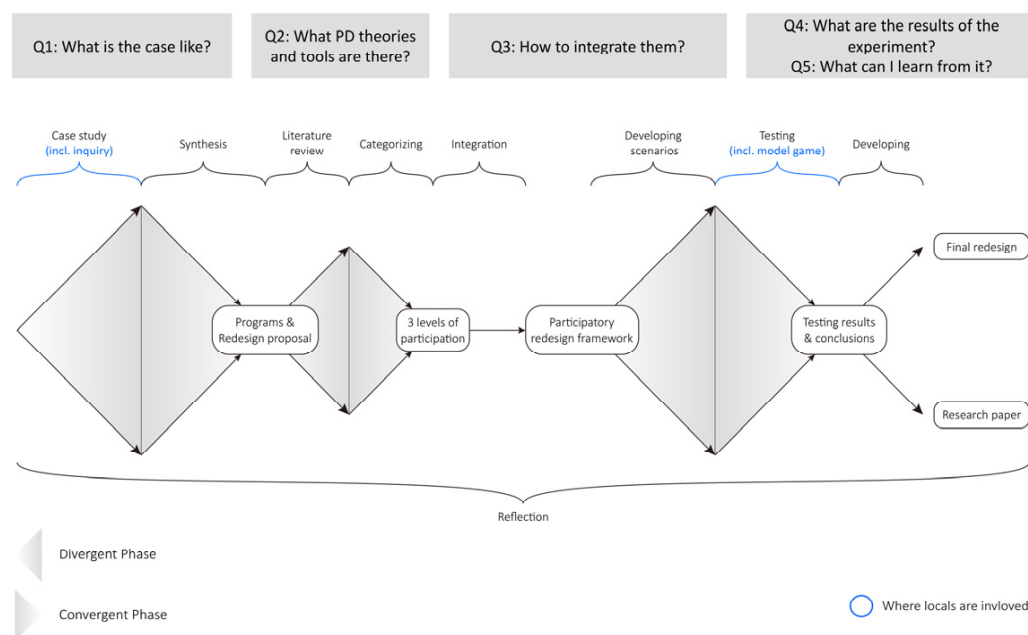 Q1: What is the case like?
Q2: What PD theories
and tools are there?
Q3: How to integrate them?
Q4: What are the results of the
experiment?
Q5: What can I learn from it?
Case study
(incl. inquiry)
Synthesis
Literature
review
Categorizing
Integration
Developing
scenarios
Testing
(incl. model game)
Developing
Programs &
Redesign proposal
3 levels of
participation
Participatory
redesign framework
Testing results
& conclusions
Final redesign
Research paper
Reflection
Divergent Phase
Convergent Phase
Where locals are invloved